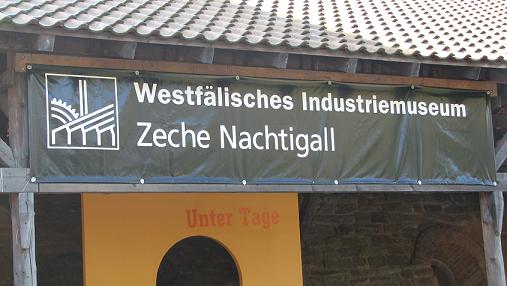 Westfälisches Industriemuseum
Zeche Nachtigall
Unter Tage